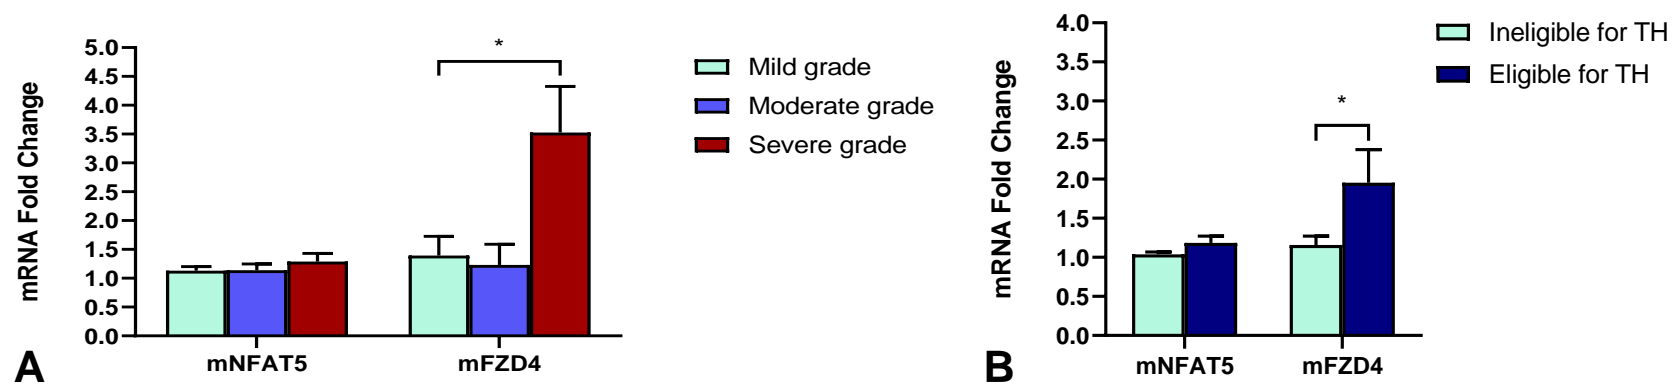 mRNA Fold Change
5.0
4.5
4.0
3.5
3.0
2.5
2.0
1.5
1.0
0.5
0.0
*
mNFAT5
mFZD4
Mild grade
Moderate grade
Severe grade
A
mRNA Fold Change
4.0
3.5
3.0
2.5
2.0
1.5
1.0
0.5
0.0
*
mNFAT5
mFZD4
Ineligible for TH
Eligible for TH
B